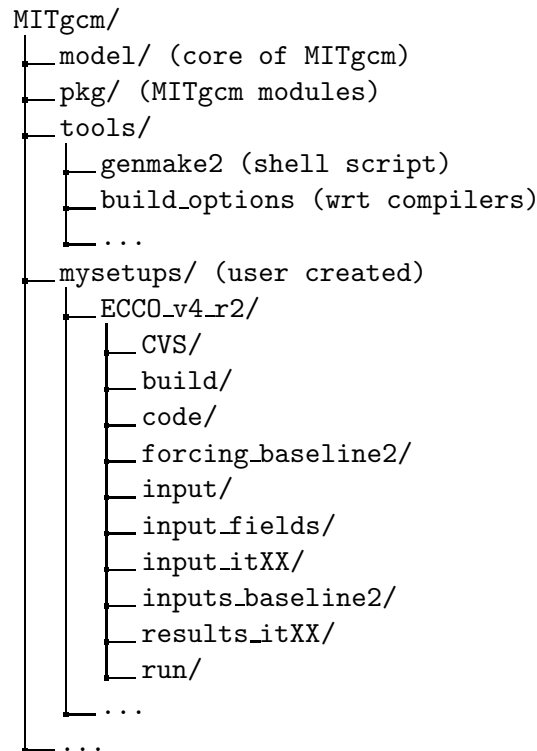 MITgcm/
model/ (core of MITgcm)
pkg/ (MITgcm modules)
tools/
genmake2 (shell script)
build_options (wrt compilers)
...
mysetups/ (user created)
ECCO_v4_r2/
CVS/
build/
code/
forcing_baseline2/
input/
input_fields/
input_itXX/
inputs_baseline2/
results_itXX/
run/
...
...